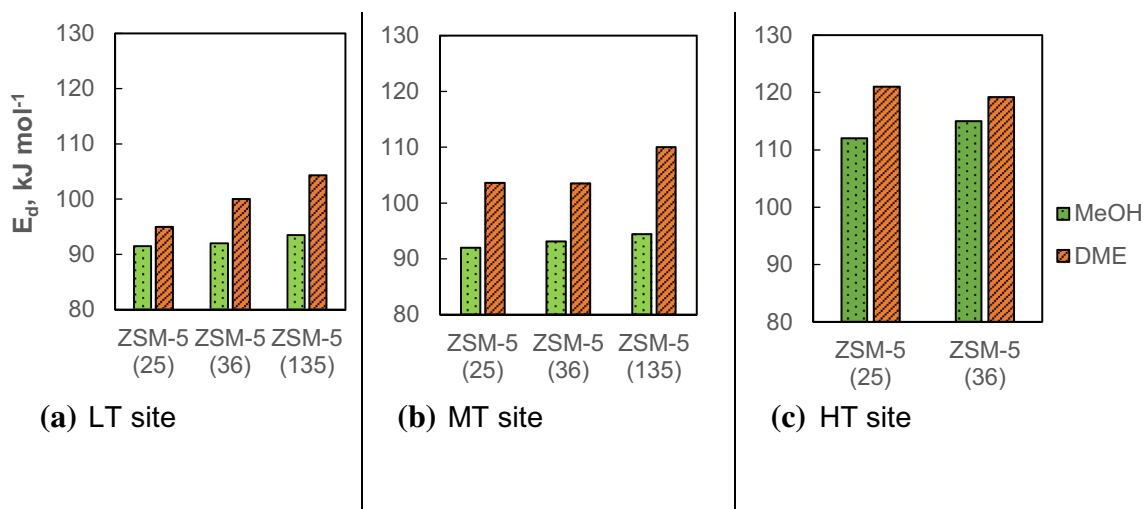 E_d, kJ mol⁻¹
130
120
110
100
90
80
ZSM-5 ZSM-5 ZSM-5
(25) (36) (135)
(a) LT site
130
120
110
100
90
80
ZSM-5 ZSM-5 ZSM-5
(25) (36) (135)
(b) MT site
130
120
110
100
90
80
ZSM-5 ZSM-5
(25) (36)
(c) HT site
MeOH
DME